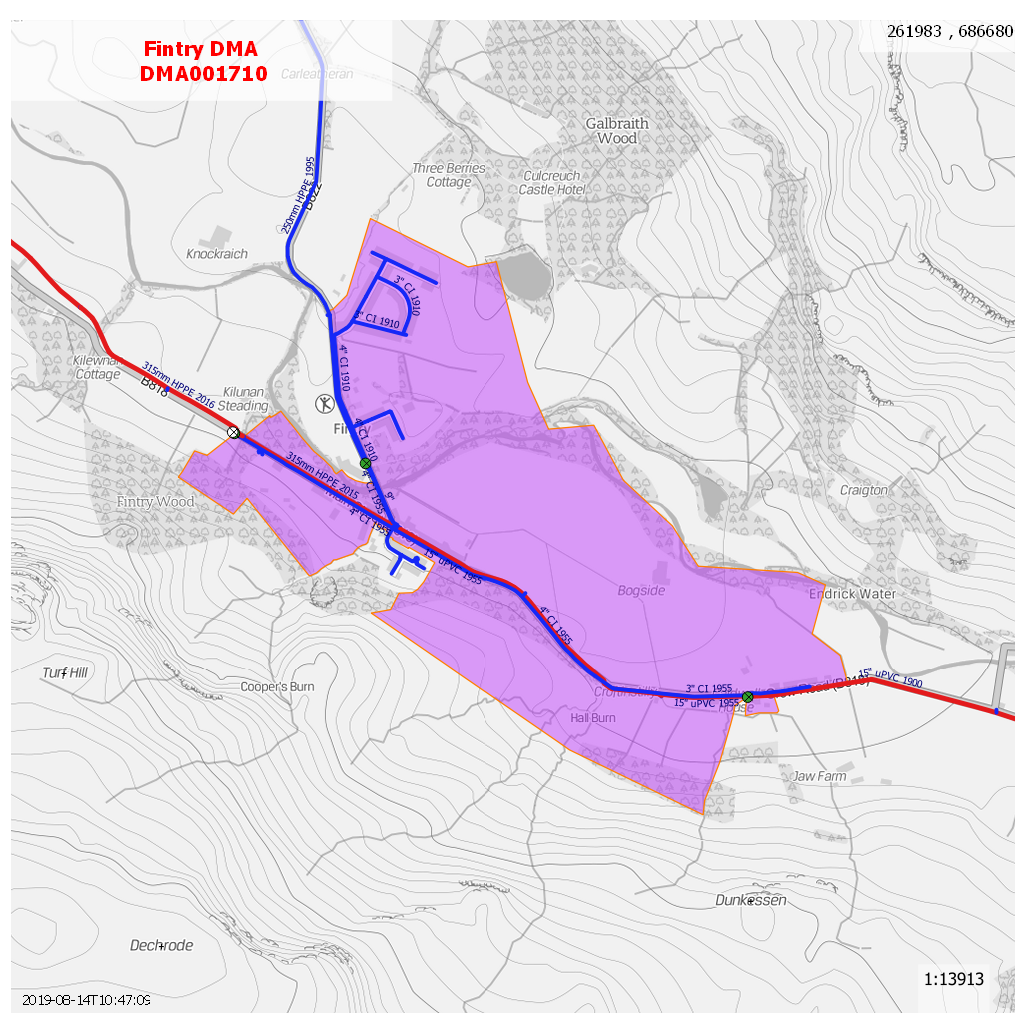 Fintry DMA
DMA001710
261983 , 686680
Carleatheran
Galbraith
Wood
250mm HPPE 1995
B822
Three Berries
Cottage
Culcreuch
Castle Hotel
Knockraich
3" CI 1910
3" CI 1910
4" CI 1910
Kilewnan
Cottage
315mm HPPE 2016
B818
Kilunan
Steading
4" CI 1910
315mm HPPE 2015
4" CI 1955
9"
4" CI 1955
Fintry Wood
Craigton
15" uPVC 1955
Bogside
Endrick Water
4" CI 1955
Turf Hill
Cooper's Burn
3" CI 1955
15" uPVC 1955
House
15" uPVC 1900
Hall Burn
Jaw Farm
Dunkessen
Dechrode
1:13913
2019-08-14T10:47:09